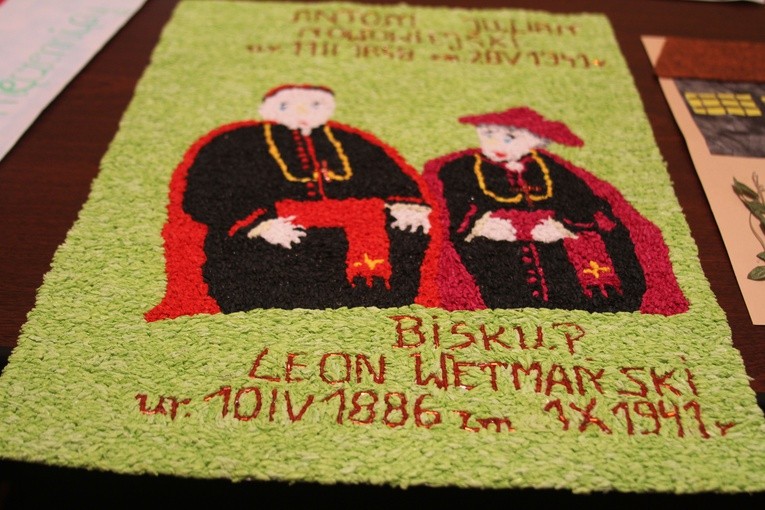 ANTONI JULIAN
NOWOWIEJSKI
BISKUP
LEON WETMAŃSKI
ur. 10 IV 1886 zm 1 X 1941 r